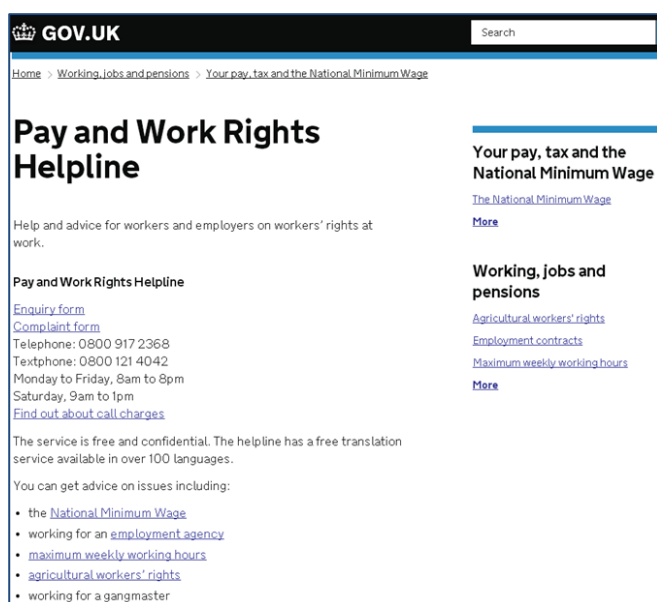 GOV.UK
Search
Home > Working, jobs and pensions > Your pay, tax and the National Minimum Wage
Pay and Work Rights
Helpline
Help and advice for workers and employers on workers' rights at
work.
Pay and Work Rights Helpline
Enquiry form
Complaint form
Telephone: 0800 917 2368
Textphone: 0800 121 4042
Monday to Friday, 8am to 8pm
Saturday, 9am to 1pm
Find out about call charges
The service is free and confidential. The helpline has a free translation
service available in over 100 languages.
You can get advice on issues including:
• the National Minimum Wage
• working for an employment agency
• maximum weekly working hours
• agricultural workers' rights
• working for a gangmaster
Your pay, tax and the
National Minimum Wage
The National Minimum Wage
More
Working, jobs and
pensions
Agricultural workers' rights
Employment contracts
Maximum weekly working hours
More